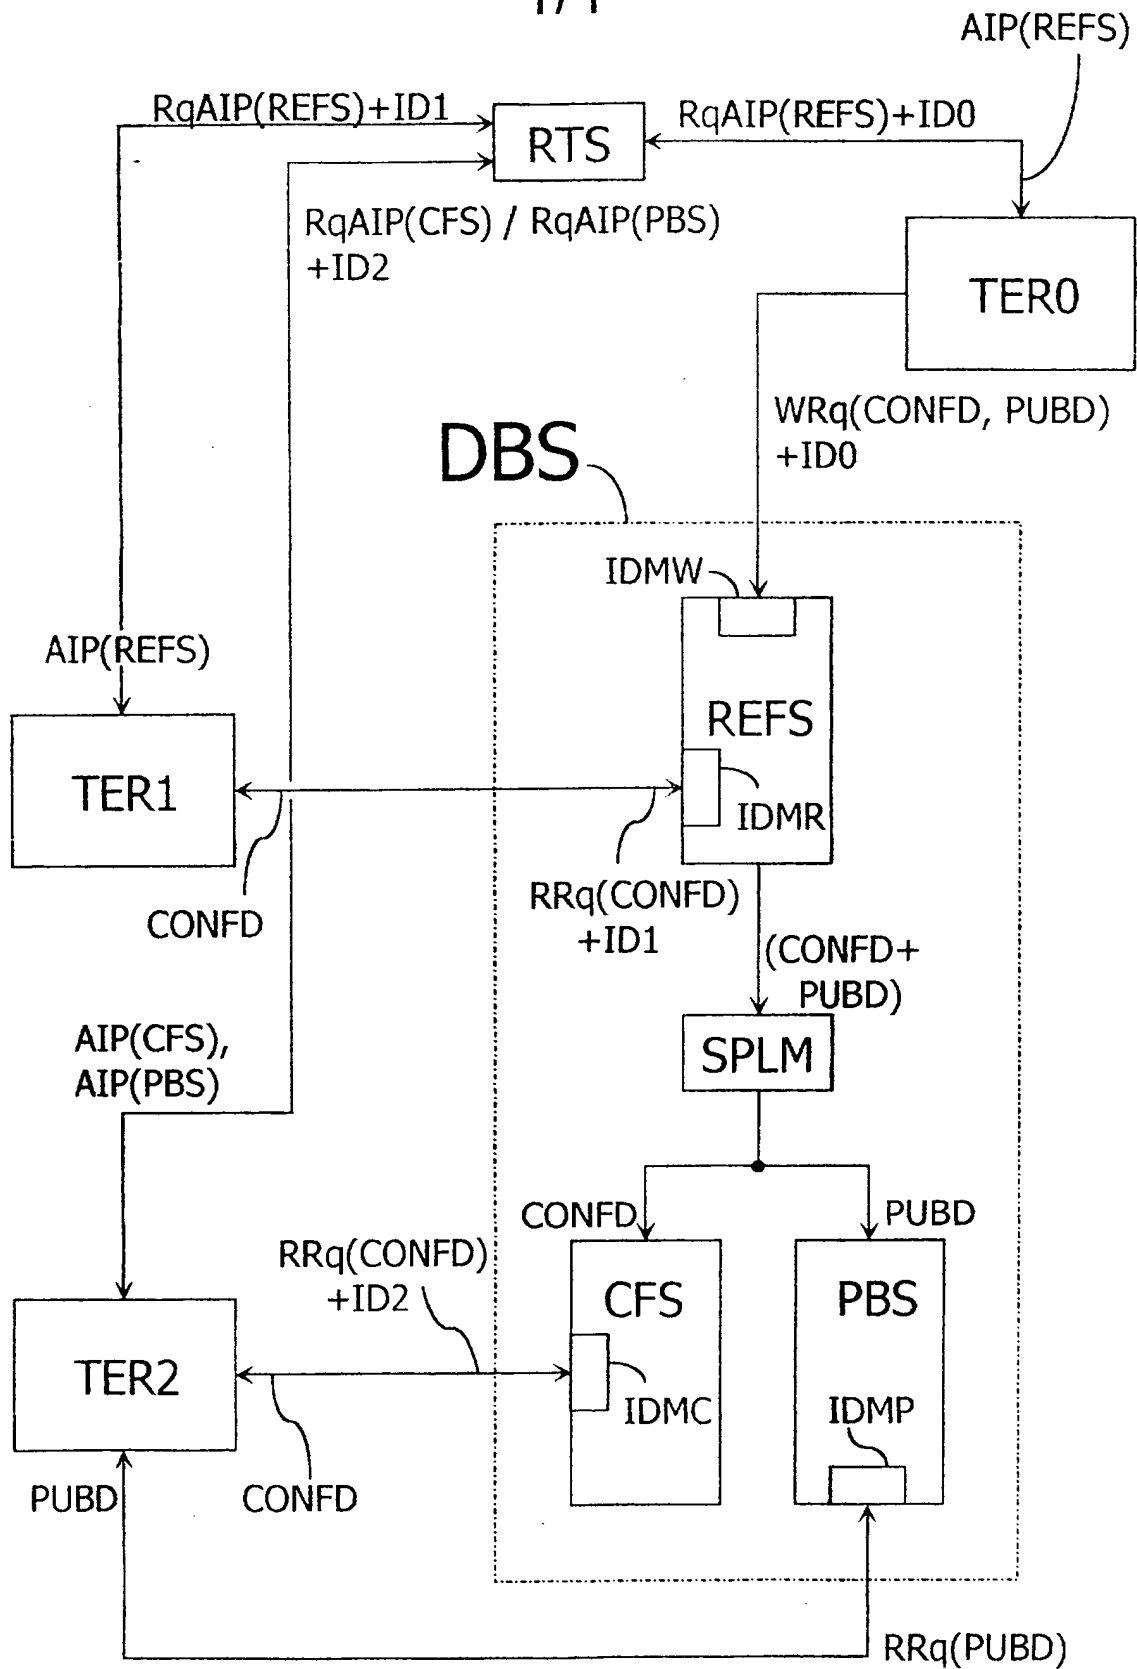 1/1
AIP(REFS)
RqAIP(REFS)+ID1
RTS
RqAIP(REFS)+ID0
RqAIP(CFS) / RqAIP(PBS)
+ID2
TER0
WRq(CONFD, PUBD)
+ID0
DBS
IDMW
AIP(REFS)
REFS
TER1
IDMR
CONFD
RRq(CONFD)
+ID1
(CONFD+
PUBD)
AIP(CFS),
AIP(PBS)
SPLM
CONFD
PUBD
RRq(CONFD)
+ID2
CFS
PBS
TER2
IDMC
IDMP
PUBD
CONFD
RRq(PUBD)